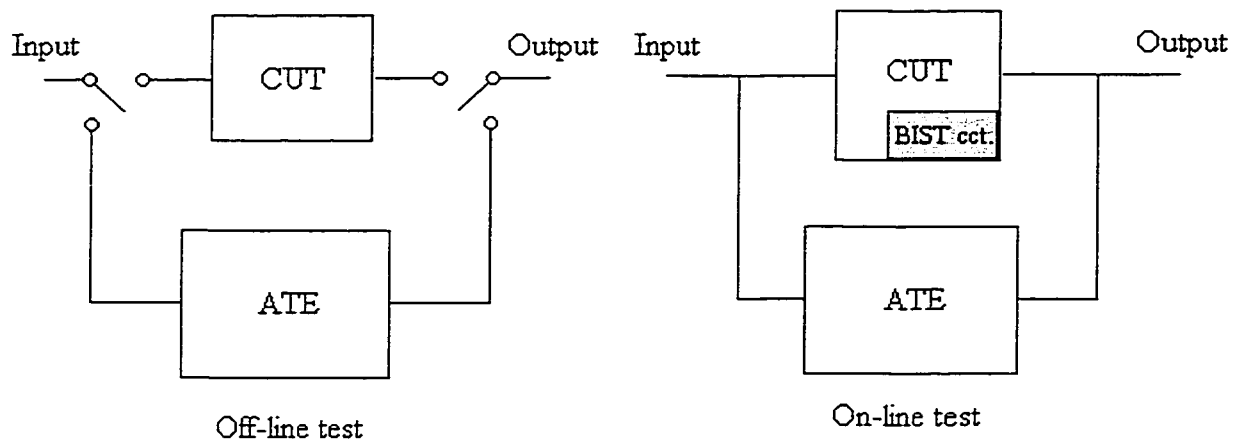 Input
CUT
Output
ATE
Off-line test
Input
CUT
BIST cct.
Output
ATE
On-line test